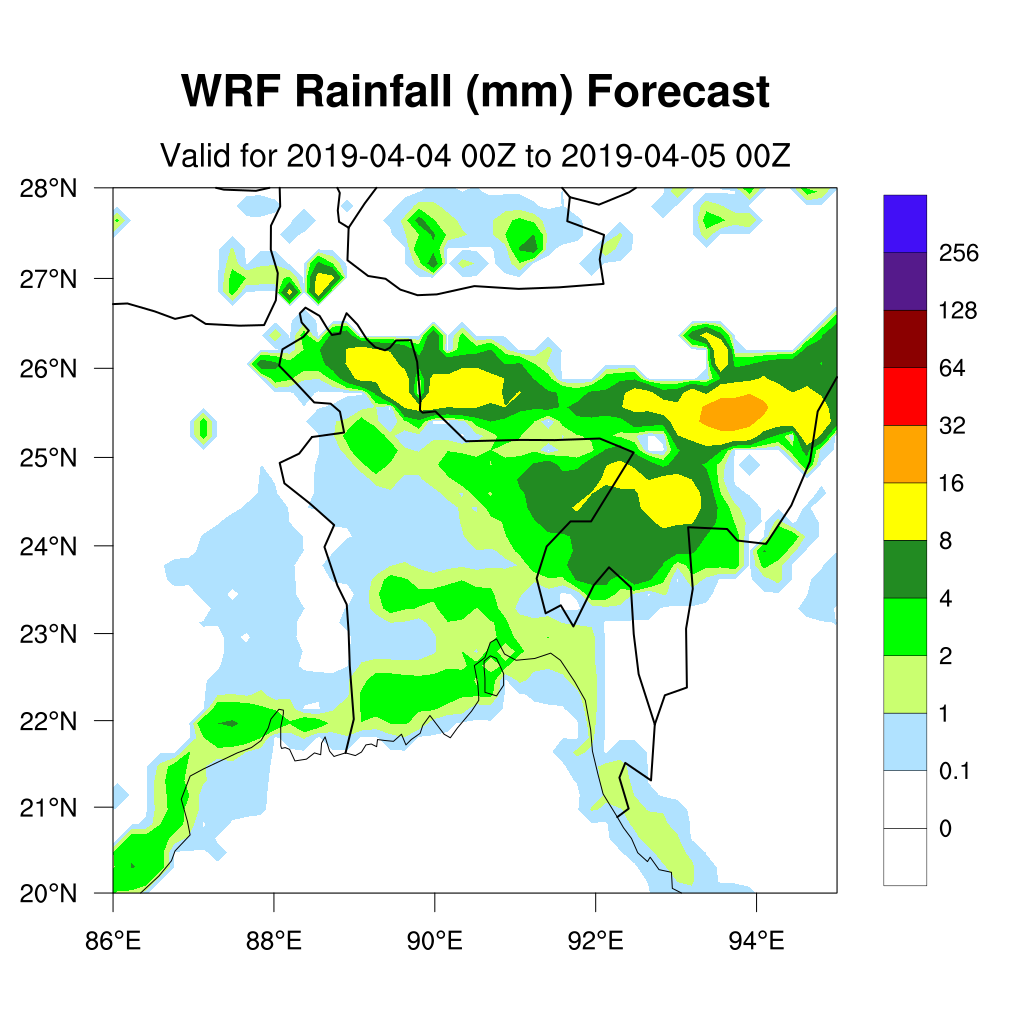 WRF Rainfall (mm) Forecast
Valid for 2019-04-04 00Z to 2019-04-05 00Z
28°N
27°N
26°N
25°N
24°N
23°N
22°N
21°N
20°N
86°E 88°E 90°E 92°E 94°E
256
128
64
32
16
8
4
2
1
0.1
0